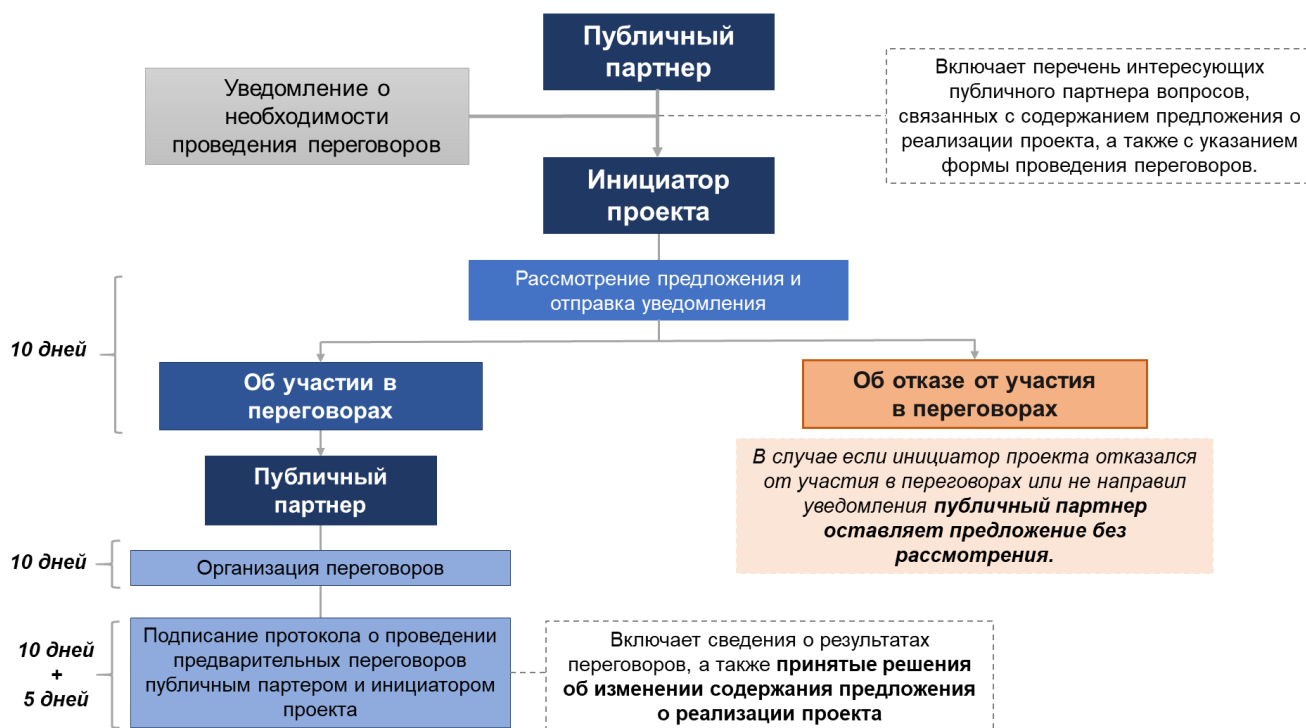 Публичный
партнер
Уведомление о
необходимости
проведения переговоров
Включает перечень интересующих
публичного партнера вопросов,
связанных с содержанием предложения о
реализации проекта, а также с указанием
формы проведения переговоров.
Инициатор
проекта
Рассмотрение предложения и
отправка уведомления
10 дней
Об участии в
переговорах
Об отказе от участия
в переговорах
В случае если инициатор проекта отказался
от участия в переговорах или не направил
уведомления публичный партнер
оставляет предложение без
рассмотрения.
Публичный
партнер
10 дней
Организация переговоров
10 дней
+
5 дней
Подписание протокола о проведении
предварительных переговоров
публичным партером и инициатором
проекта
Включает сведения о результатах
переговоров, а также принятые решения
об изменении содержания предложения
о реализации проекта